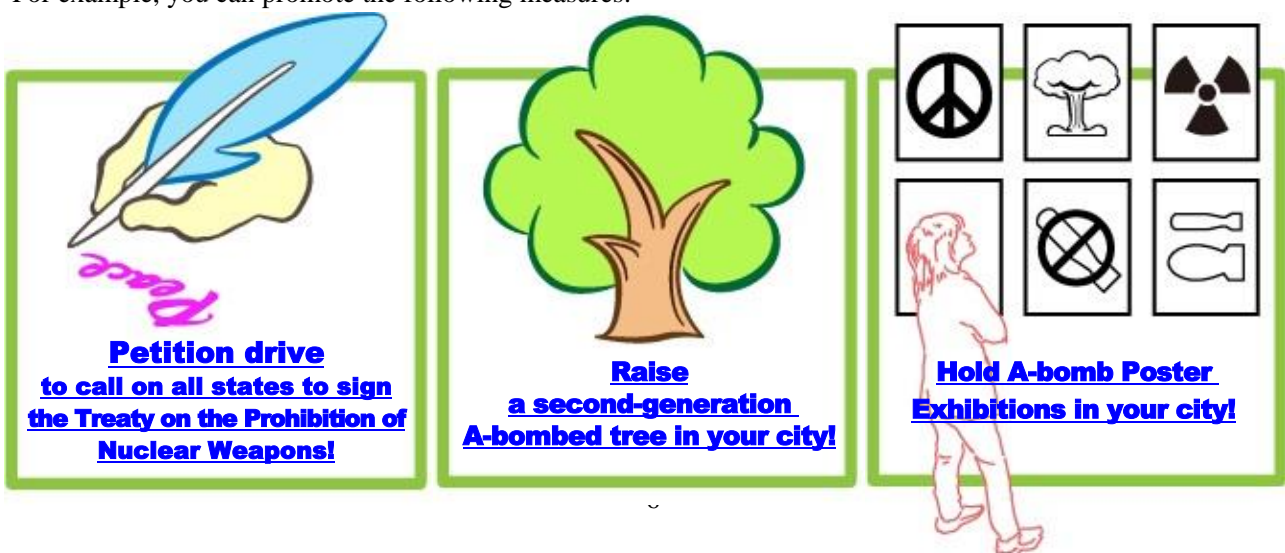 For example, you can promote the following measures:
Peace
Petition drive
to call on all states to sign
the Treaty on the Prohibition of
Nuclear Weapons!
Raise
a second-generation
A-bombed tree in your city!
Hold A-bomb Poster
Exhibitions in your city!